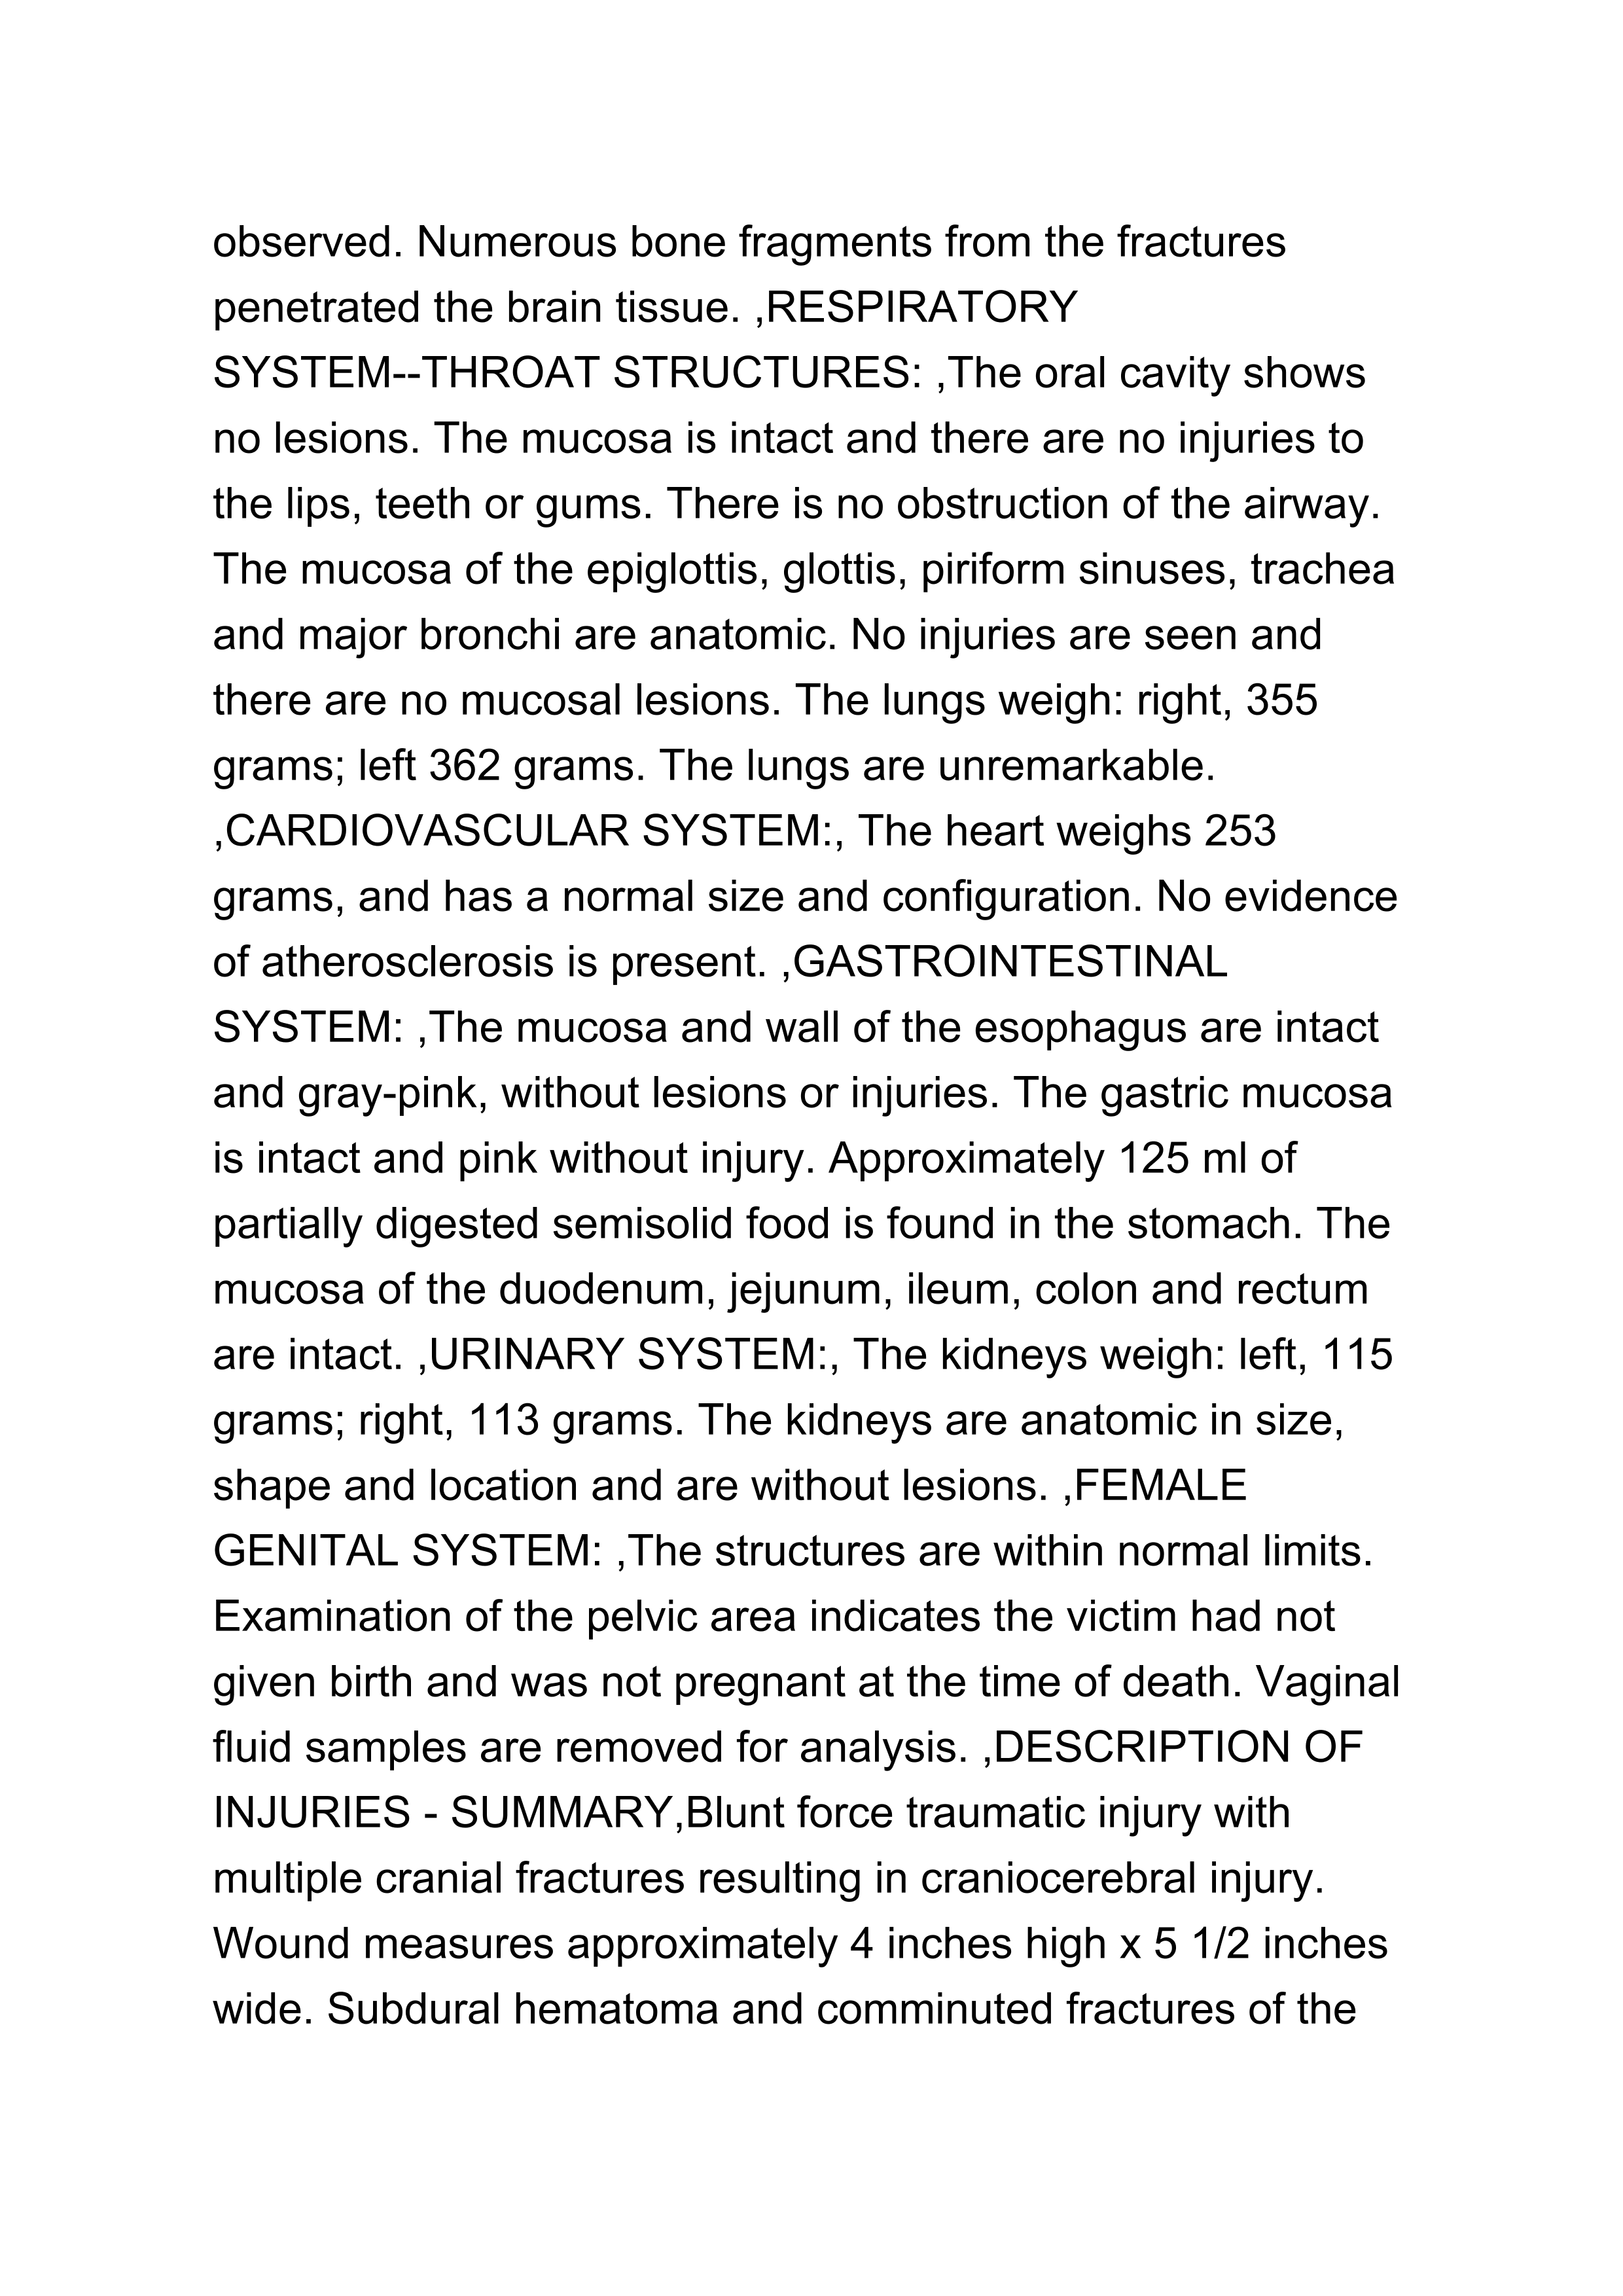 observed. Numerous bone fragments from the fractures
penetrated the brain tissue. ,RESPIRATORY
SYSTEM--THROAT STRUCTURES: ,The oral cavity shows
no lesions. The mucosa is intact and there are no injuries to
the lips, teeth or gums. There is no obstruction of the airway.
The mucosa of the epiglottis, glottis, piriform sinuses, trachea
and major bronchi are anatomic. No injuries are seen and
there are no mucosal lesions. The lungs weigh: right, 355
grams; left 362 grams. The lungs are unremarkable.
,CARDIOVASCULAR SYSTEM:, The heart weighs 253
grams, and has a normal size and configuration. No evidence
of atherosclerosis is present. ,GASTROINTESTINAL
SYSTEM: ,The mucosa and wall of the esophagus are intact
and gray-pink, without lesions or injuries. The gastric mucosa
is intact and pink without injury. Approximately 125 ml of
partially digested semisolid food is found in the stomach. The
mucosa of the duodenum, jejunum, ileum, colon and rectum
are intact. ,URINARY SYSTEM:, The kidneys weigh: left, 115
grams; right, 113 grams. The kidneys are anatomic in size,
shape and location and are without lesions. ,FEMALE
GENITAL SYSTEM: ,The structures are within normal limits.
Examination of the pelvic area indicates the victim had not
given birth and was not pregnant at the time of death. Vaginal
fluid samples are removed for analysis. ,DESCRIPTION OF
INJURIES - SUMMARY,Blunt force traumatic injury with
multiple cranial fractures resulting in craniocerebral injury.
Wound measures approximately 4 inches high x 5 1/2 inches
wide. Subdural hematoma and comminuted fractures of the